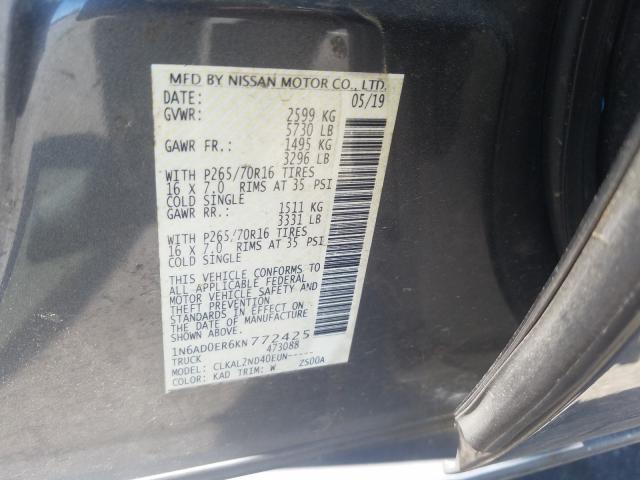 MFD BY NISSAN MOTOR CO., LTD.
DATE: 05/19
GVWR: 2599 KG
5730 LB
GAWR FR.: 1495 KG
3296 LB
WITH P265/70R16 TIRES
16 X 7.0 RIMS AT 35 PSI
COLD SINGLE
GAWR RR.: 1511 KG
3331 LB
WITH P265/70R16 TIRES
16 X 7.0 RIMS AT 35 PSI
COLD SINGLE
THIS VEHICLE CONFORMS TO
ALL APPLICABLE FEDERAL
MOTOR VEHICLE SAFETY AND
THEFT PREVENTION
STANDARDS IN EFFECT ON
THE DATE OF MANUFACTURE
SHOWN ABOVE.
1N6AD0ER6KN 772425
TRUCK 473088
MODEL: CLKALZND40EUN-----
COLOR: KAD TRIM: W ZS00A